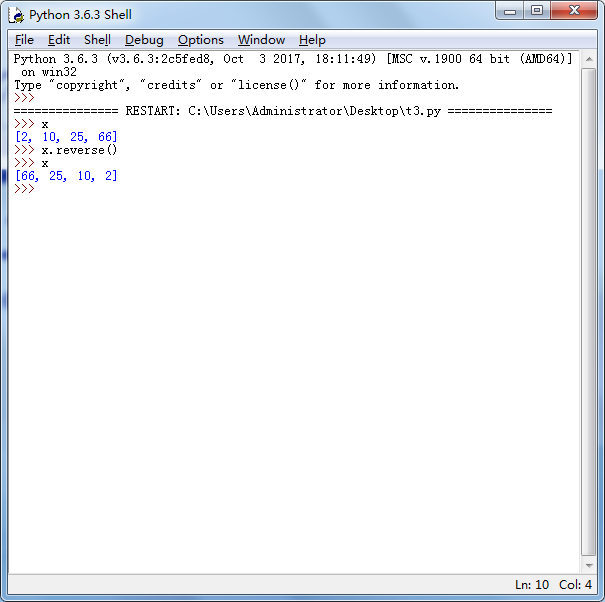 Python 3.6.3 Shell
File Edit Shell Debug Options Window Help
Python 3.6.3 (v3.6.3:2c5fed8, Oct  3 2017, 18:11:49) [MSC v.1900 64 bit (AMD64)]
 on win32
Type "copyright", "credits" or "license()" for more information.
>>>
=============== RESTART: C:\Users\Administrator\Desktop\t3.py ===============
>>> x
[2, 10, 25, 66]
>>> x.reverse()
>>> x
[66, 25, 10, 2]
>>>
Ln: 10 Col: 4